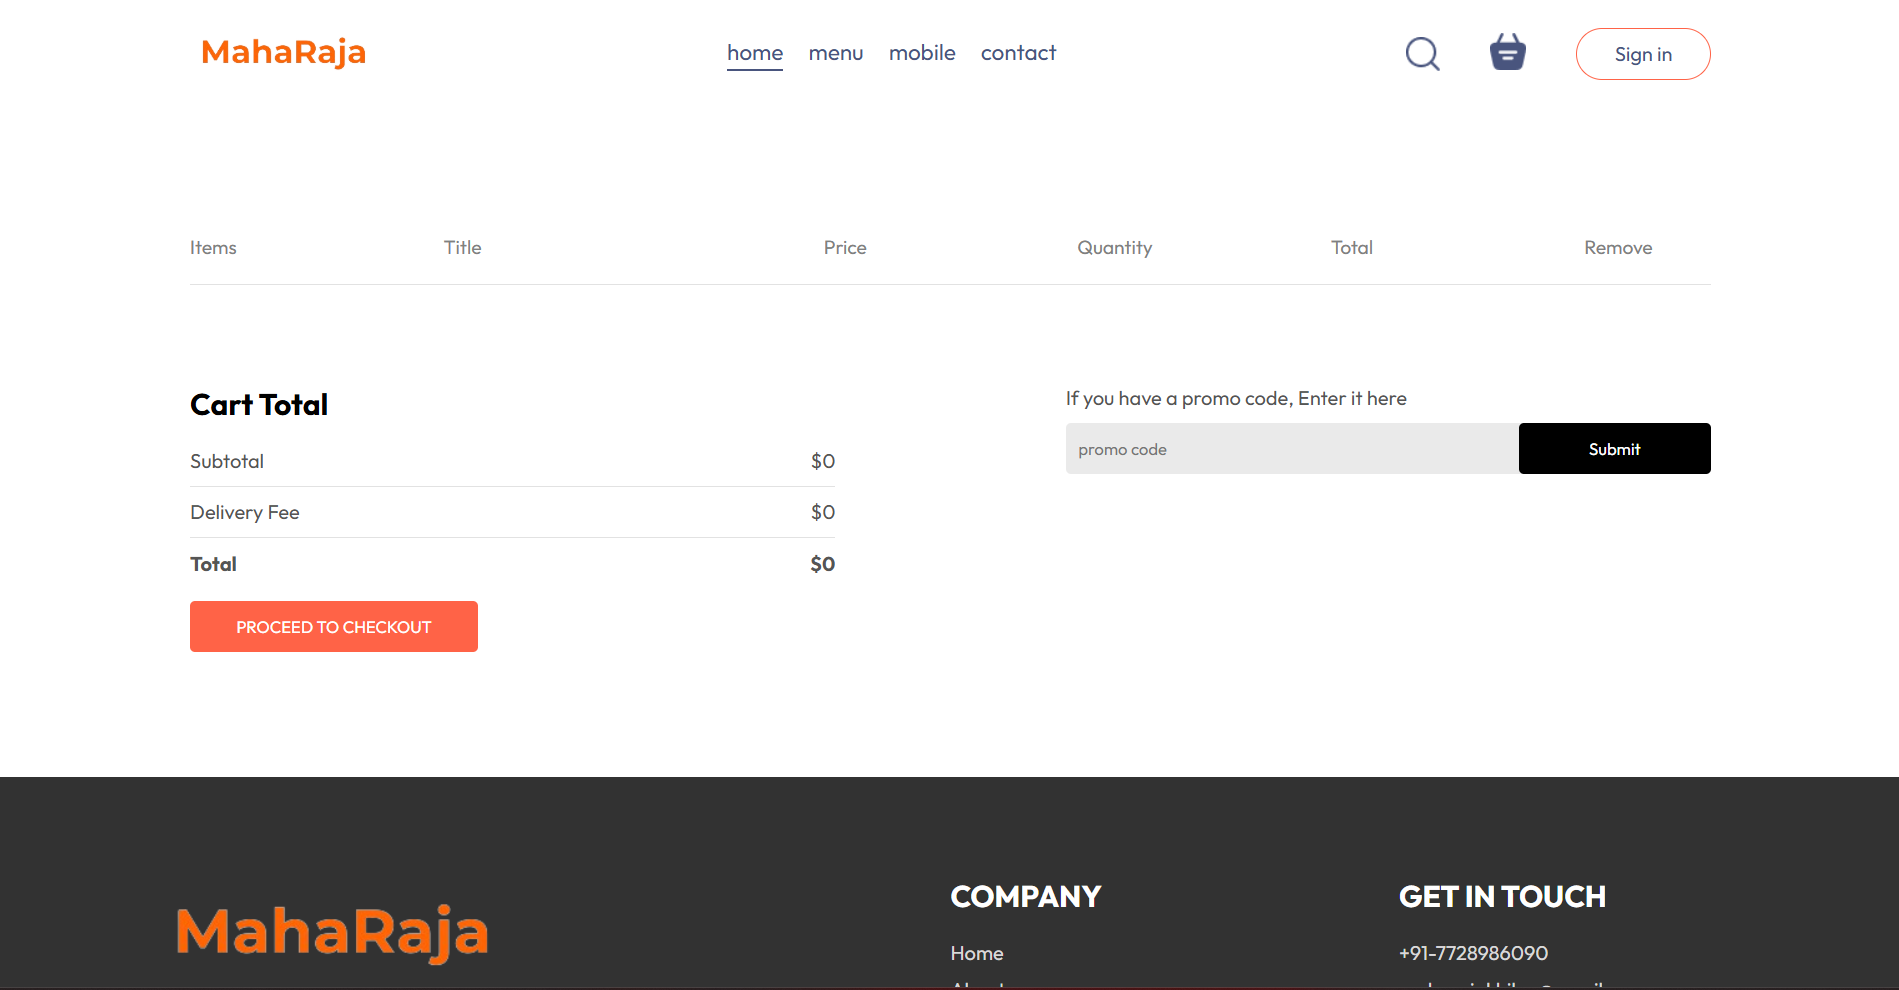 MahaRaja
home menu mobile contact
Sign in
Items Title Price Quantity Total Remove
Cart Total
Subtotal $0
Delivery Fee $0
Total $0
PROCEED TO CHECKOUT
If you have a promo code, Enter it here
promo code
Submit
MahaRaja
COMPANY
Home
GET IN TOUCH
+91-7728986090